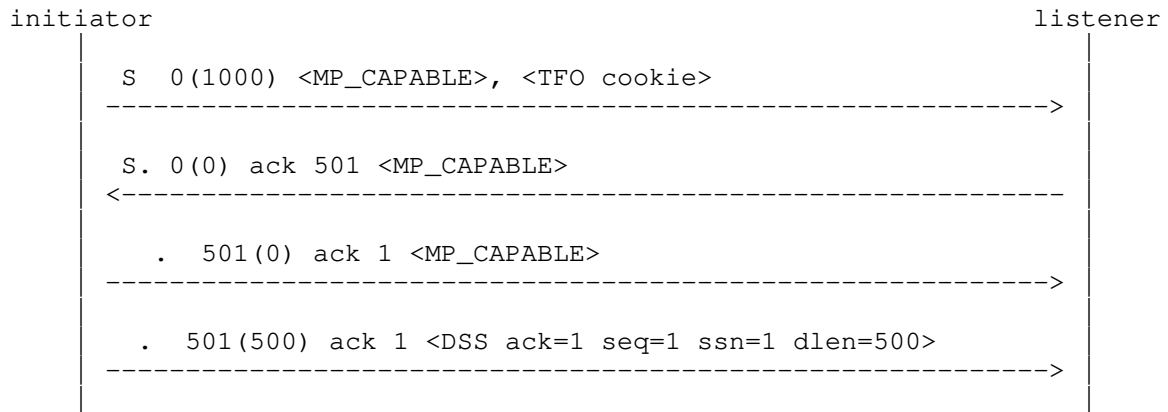 initiator listener
S 0(1000) <MP_CAPABLE>, <TFO cookie>
S. 0(0) ack 501 <MP_CAPABLE>
. 501(0) ack 1 <MP_CAPABLE>
. 501(500) ack 1 <DSS ack=1 seq=1 ssn=1 dlen=500>